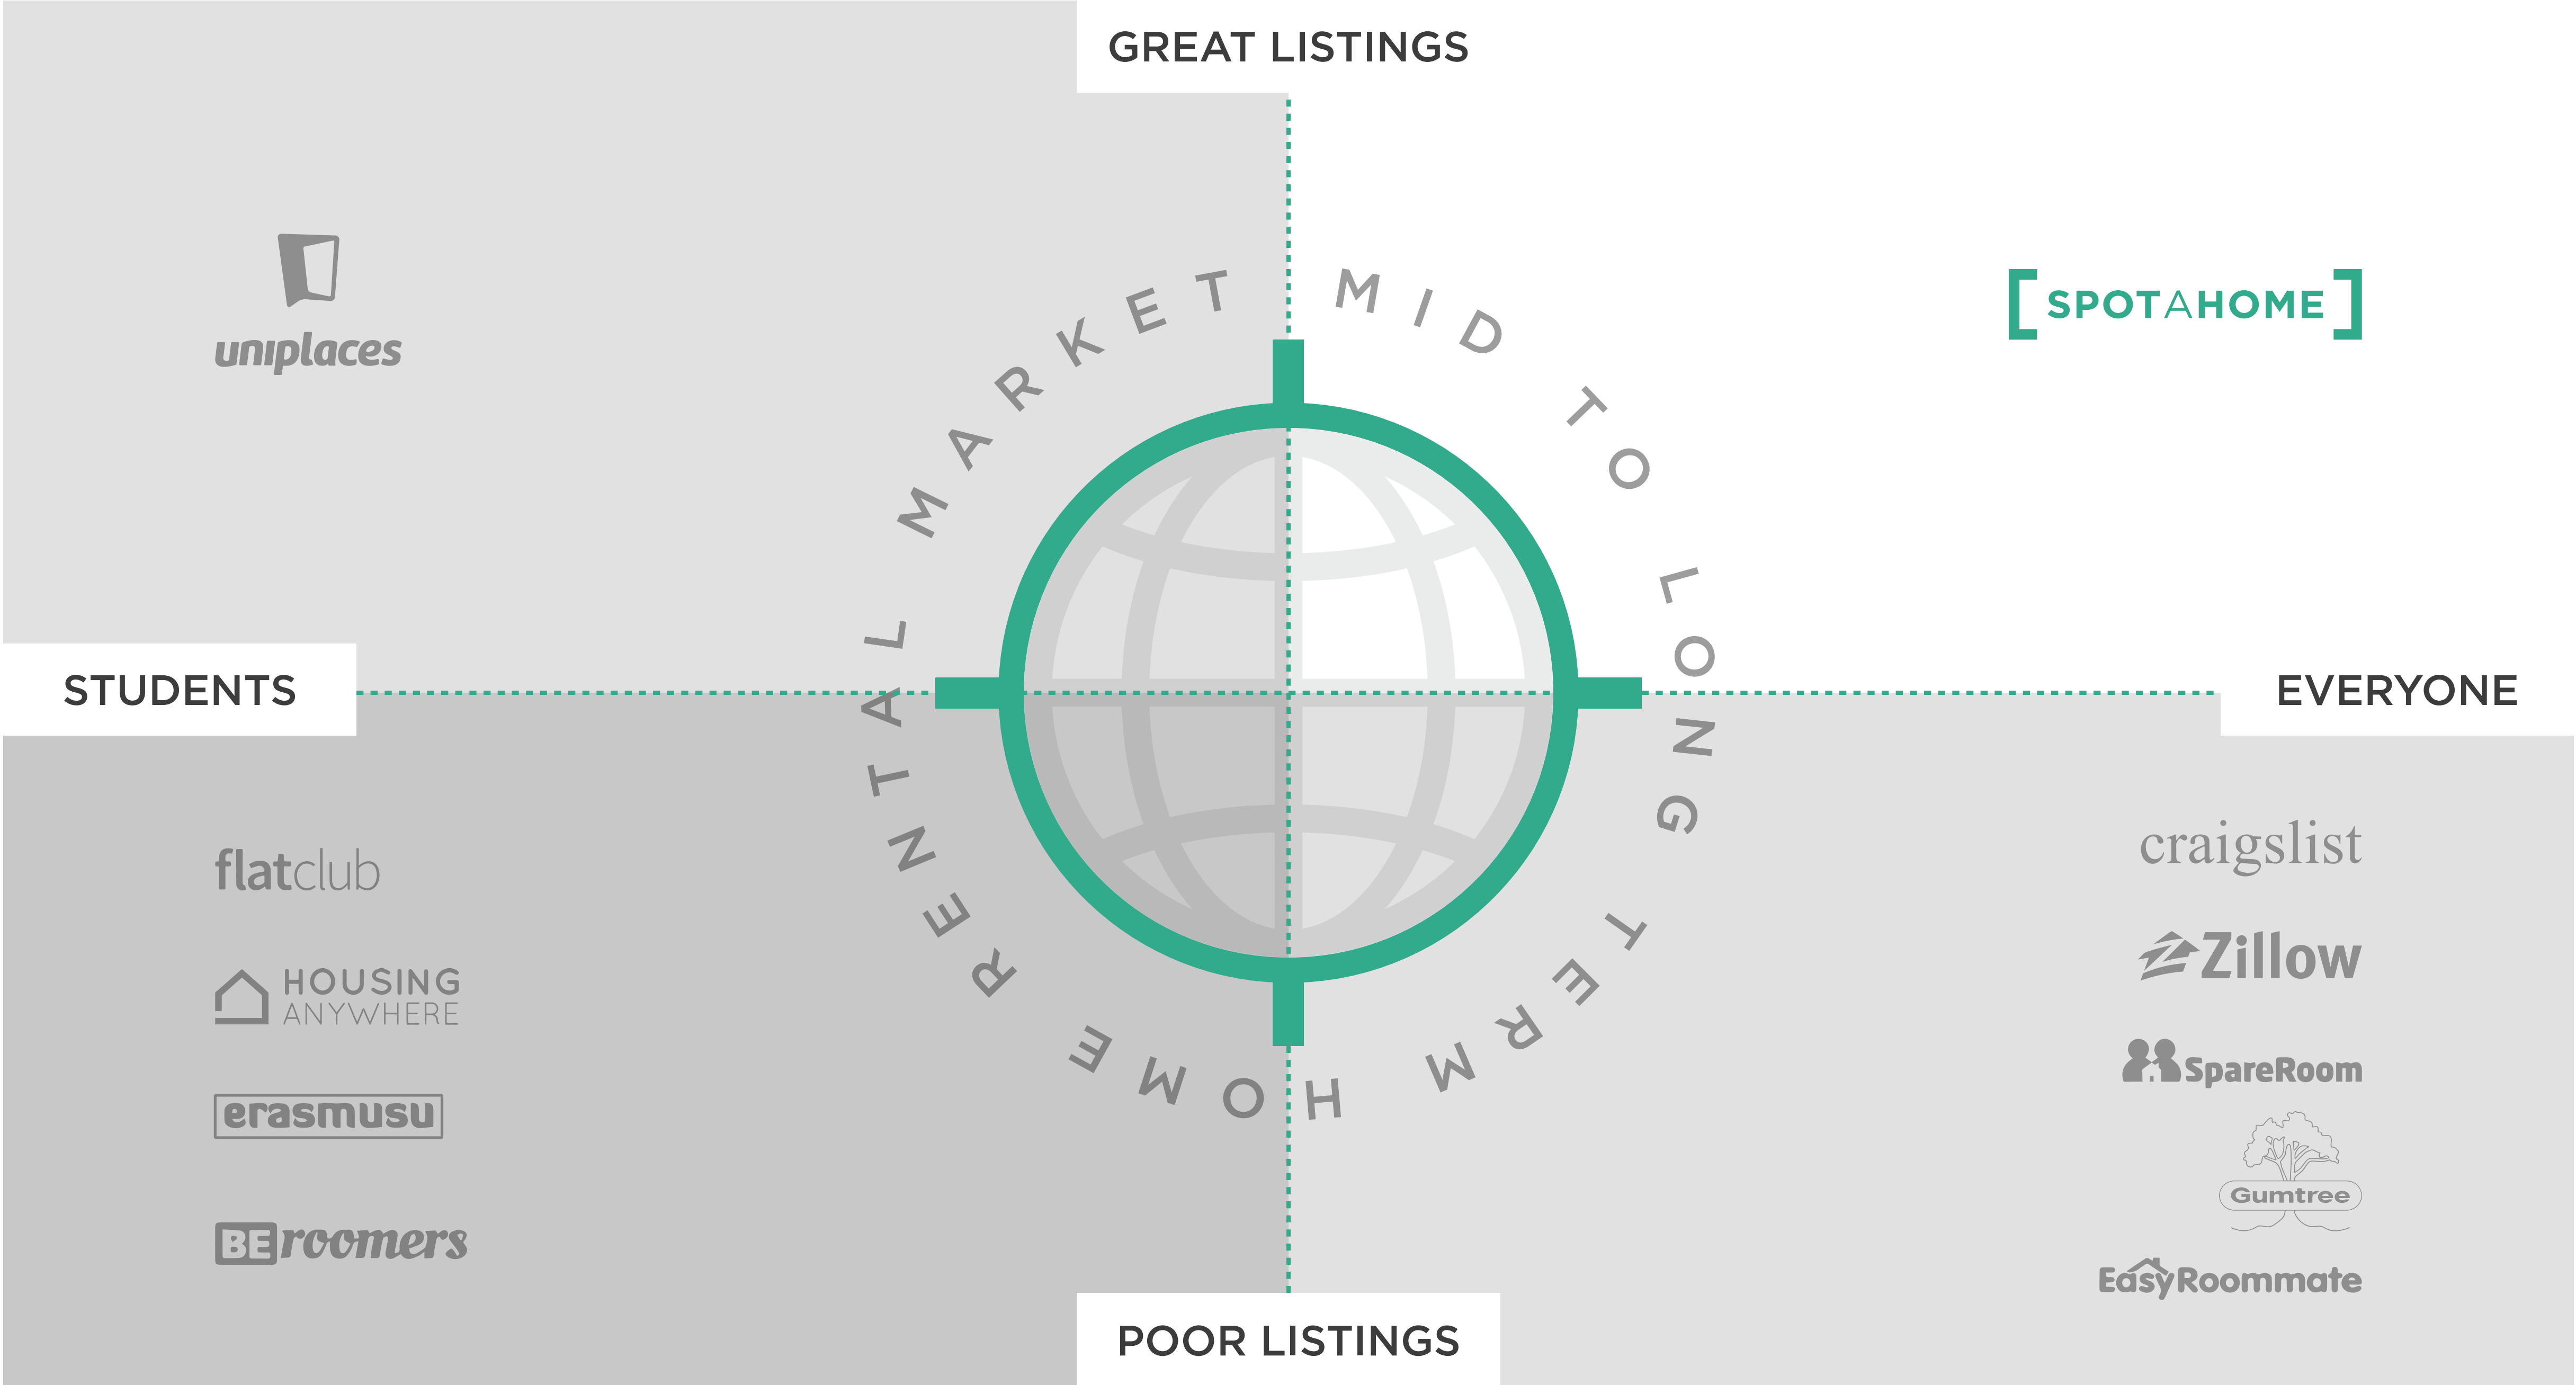 GREAT LISTINGS
uniplaces
SPOTAHOME
MID TO LONG TERM HOME RENTAL MARKET
STUDENTS
EVERYONE
flatclub
HOUSING
ANYWHERE
erasmusu
BEroomers
craigslist
Zillow
SpareRoom
Gumtree
EasyRoommate
POOR LISTINGS